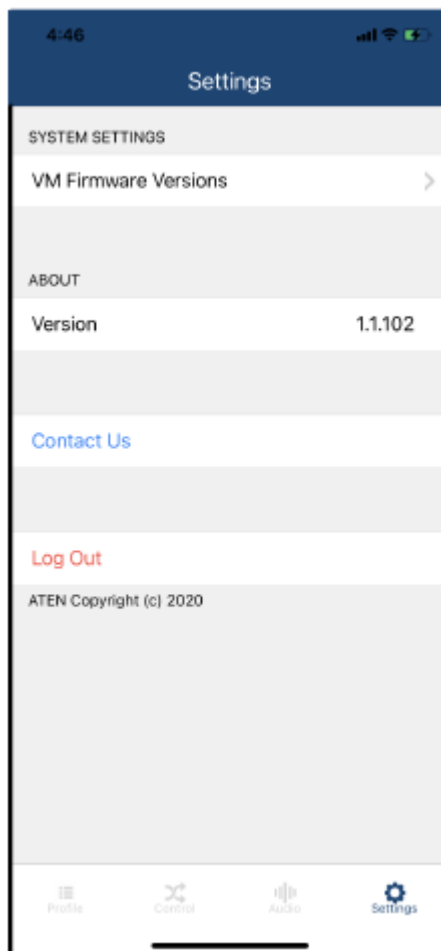 4:46
Settings
SYSTEM SETTINGS
VM Firmware Versions
ABOUT
Version 1.1.102
Contact Us
Log Out
ATEN Copyright (c) 2020
Profile Control Audio Settings